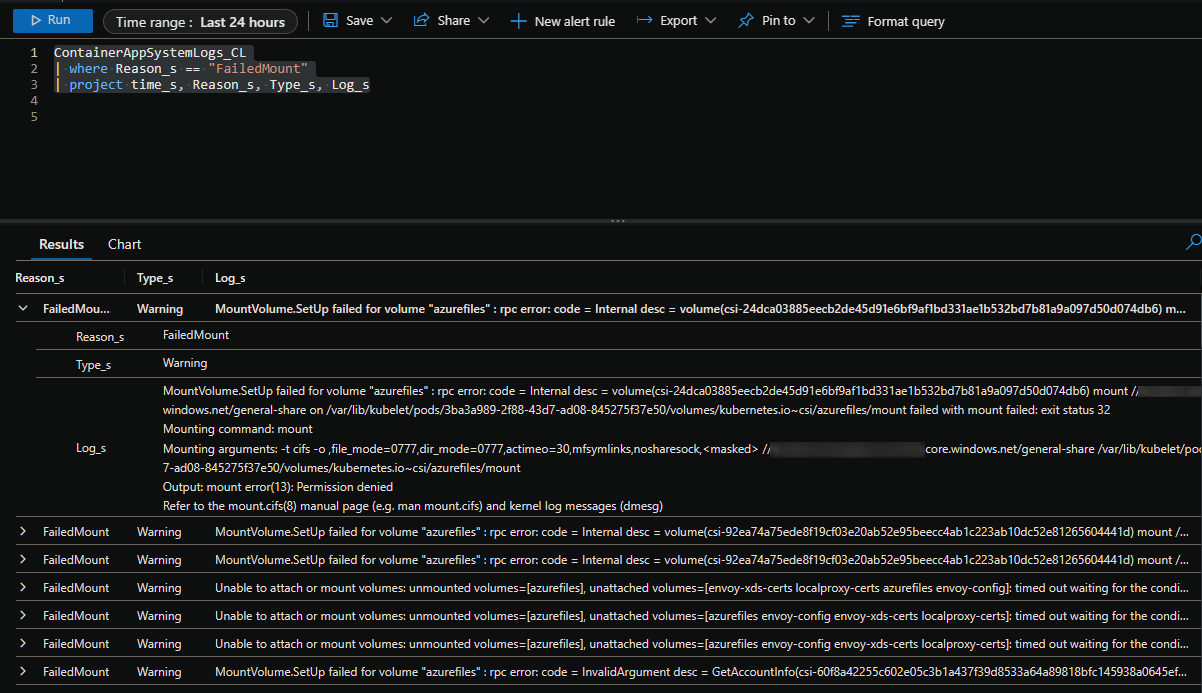 Run
Time range : Last 24 hours
Save
Share
New alert rule
Export
Pin to
Format query
1 ContainerAppSystemLogs_CL
2 | where Reason_s == "FailedMount"
3 | project time_s, Reason_s, Type_s, Log_s
4
5
Results Chart
Reason_s Type_s Log_s
FailedMou... Warning MountVolume.SetUp failed for volume "azurefiles" : rpc error: code = Internal desc = volume(csi-24dca03885eecb2de45d91e6bf9af1bd331ae1b532bd7b81a9a097d50d074db6) m...
Reason_s FailedMount
Type_s Warning
Log_s
MountVolume.SetUp failed for volume "azurefiles" : rpc error: code = Internal desc = volume(csi-24dca03885eecb2de45d91e6bf9af1bd331ae1b532bd7b81a9a097d50d074db6) mount //
windows.net/general-share on /var/lib/kubelet/pods/3ba3a989-2f88-43d7-ad08-845275f37e50/volumes/kubernetes.io~csi/azurefiles/mount failed with mount failed: exit status 32
Mounting command: mount
Mounting arguments: -t cifs -o ,file_mode=0777,dir_mode=0777,actimeo=30,mfsymlinks,nosharesock,<masked> // core.windows.net/general-share /var/lib/kubelet/poc
7-ad08-845275f37e50/volumes/kubernetes.io~csi/azurefiles/mount
Output: mount error(13): Permission denied
Refer to the mount.cifs(8) manual page (e.g. man mount.cifs) and kernel log messages (dmesg)
FailedMount Warning MountVolume.SetUp failed for volume "azurefiles" : rpc error: code = Internal desc = volume(csi-92ea74a75ede8f19cf03e20ab52e95beecc4ab1c223ab10dc52e81265604441d) mount /...
FailedMount Warning MountVolume.SetUp failed for volume "azurefiles" : rpc error: code = Internal desc = volume(csi-92ea74a75ede8f19cf03e20ab52e95beecc4ab1c223ab10dc52e81265604441d) mount /...
FailedMount Warning Unable to attach or mount volumes: unmounted volumes=[azurefiles], unattached volumes=[envoy-xds-certs localproxy-certs azurefiles envoy-config]: timed out waiting for the condi...
FailedMount Warning Unable to attach or mount volumes: unmounted volumes=[azurefiles], unattached volumes=[azurefiles envoy-config envoy-xds-certs localproxy-certs]: timed out waiting for the condi...
FailedMount Warning Unable to attach or mount volumes: unmounted volumes=[azurefiles], unattached volumes=[azurefiles envoy-config envoy-xds-certs localproxy-certs]: timed out waiting for the condi...
FailedMount Warning MountVolume.SetUp failed for volume "azurefiles" : rpc error: code = InvalidArgument desc = GetAccountInfo(csi-60f8a42255c602e05c3b1a437f39d8533a64a89818bfc145938a0645ef...